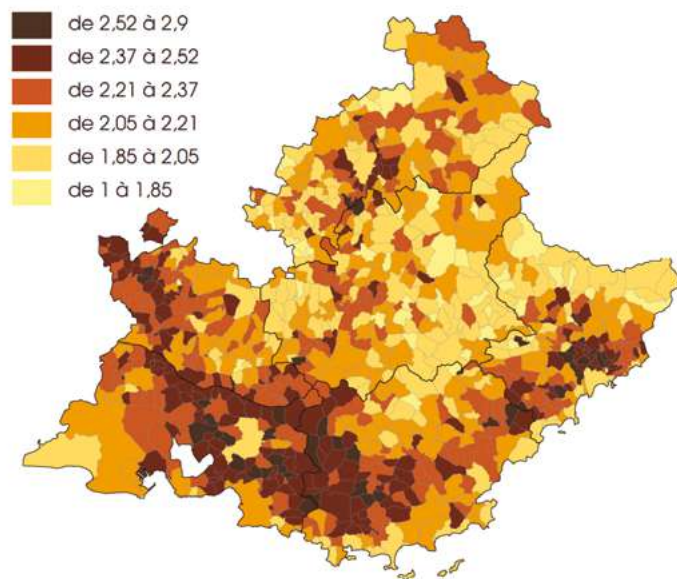 de 2,52 à 2,9
de 2,37 à 2,52
de 2,21 à 2,37
de 2,05 à 2,21
de 1,85 à 2,05
de 1 à 1,85